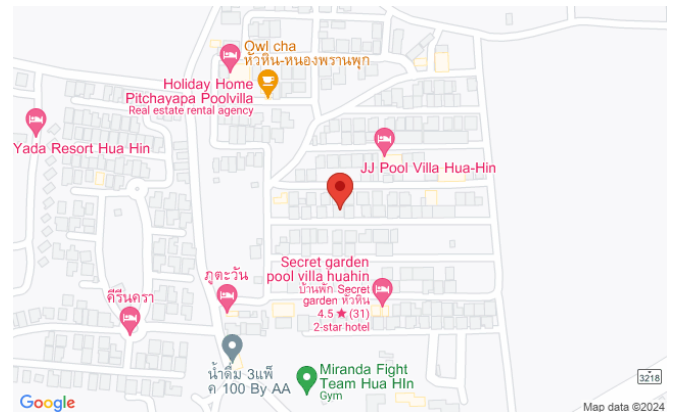 Owl cha
หัวหิน-หนองพรานพุก
Holiday Home
Pitchayapa Poolvilla
Real estate rental agency
Yada Resort Hua Hin
JJ Pool Villa Hua-Hin
Secret garden
pool villa huahin
บ้านพัก Secret
garden หัวหิน
4.5 ★ (31)
2-star hotel
ภูตะวัน
คีรีนครา
น้ำดื่ม 3แพ็
ค 100 By AA
Miranda Fight
Team Hua HIn
Gym
3218
Google
Map data ©2024